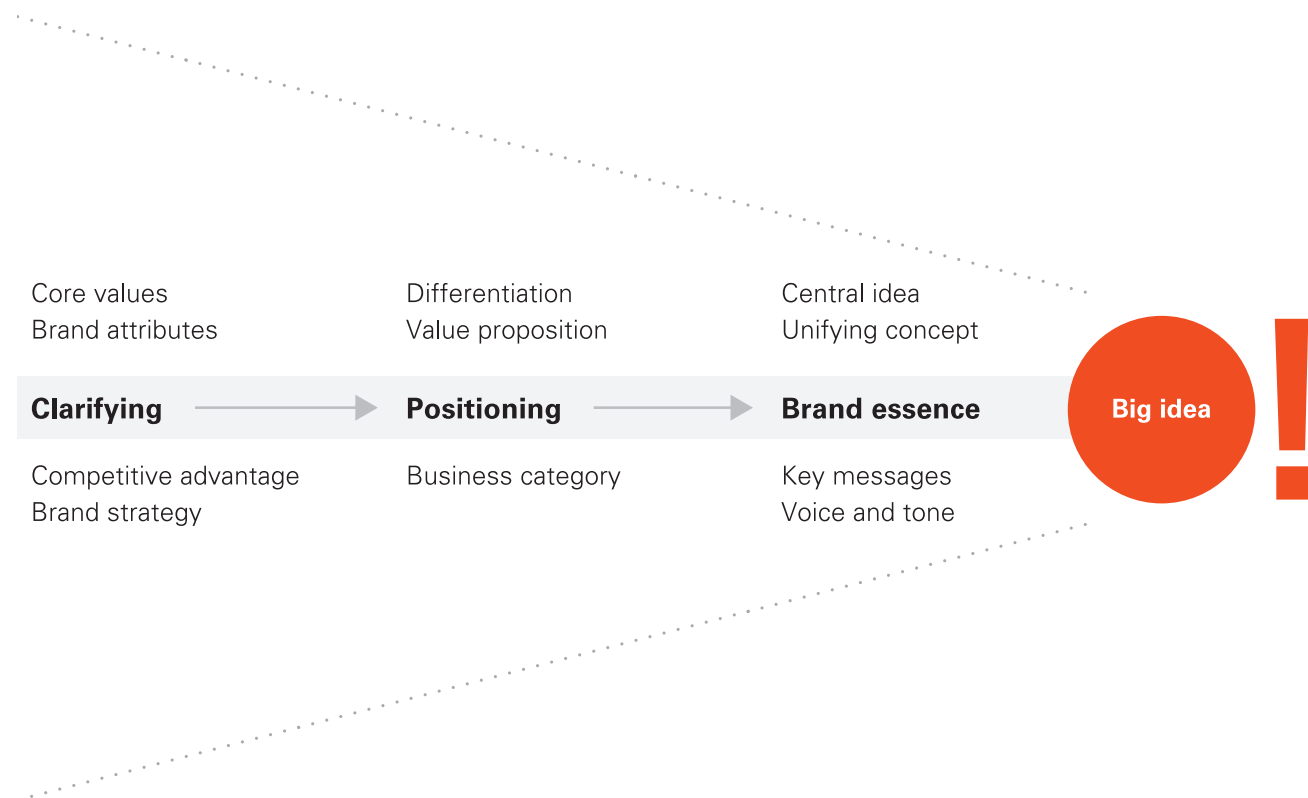 Core values
Brand attributes
Differentiation
Value proposition
Central idea
Unifying concept
Clarifying
Positioning
Brand essence
Big idea
!
Competitive advantage
Brand strategy
Business category
Key messages
Voice and tone